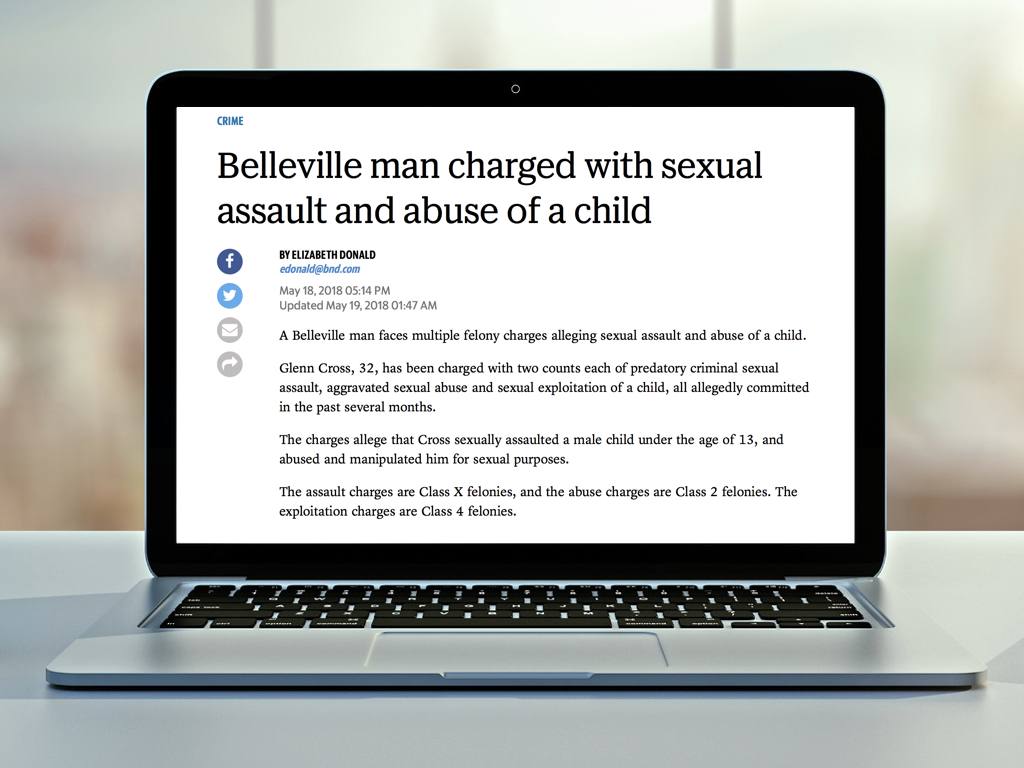 CRIME
Belleville man charged with sexual
assault and abuse of a child
BY ELIZABETH DONALD
edonald@bnd.com
May 18, 2018 05:14 PM
Updated May 19, 2018 01:47 AM
A Belleville man faces multiple felony charges alleging sexual assault and abuse of a child.
Glenn Cross, 32, has been charged with two counts each of predatory criminal sexual
assault, aggravated sexual abuse and sexual exploitation of a child, all allegedly committed
in the past several months.
The charges allege that Cross sexually assaulted a male child under the age of 13, and
abused and manipulated him for sexual purposes.
The assault charges are Class X felonies, and the abuse charges are Class 2 felonies. The
exploitation charges are Class 4 felonies.